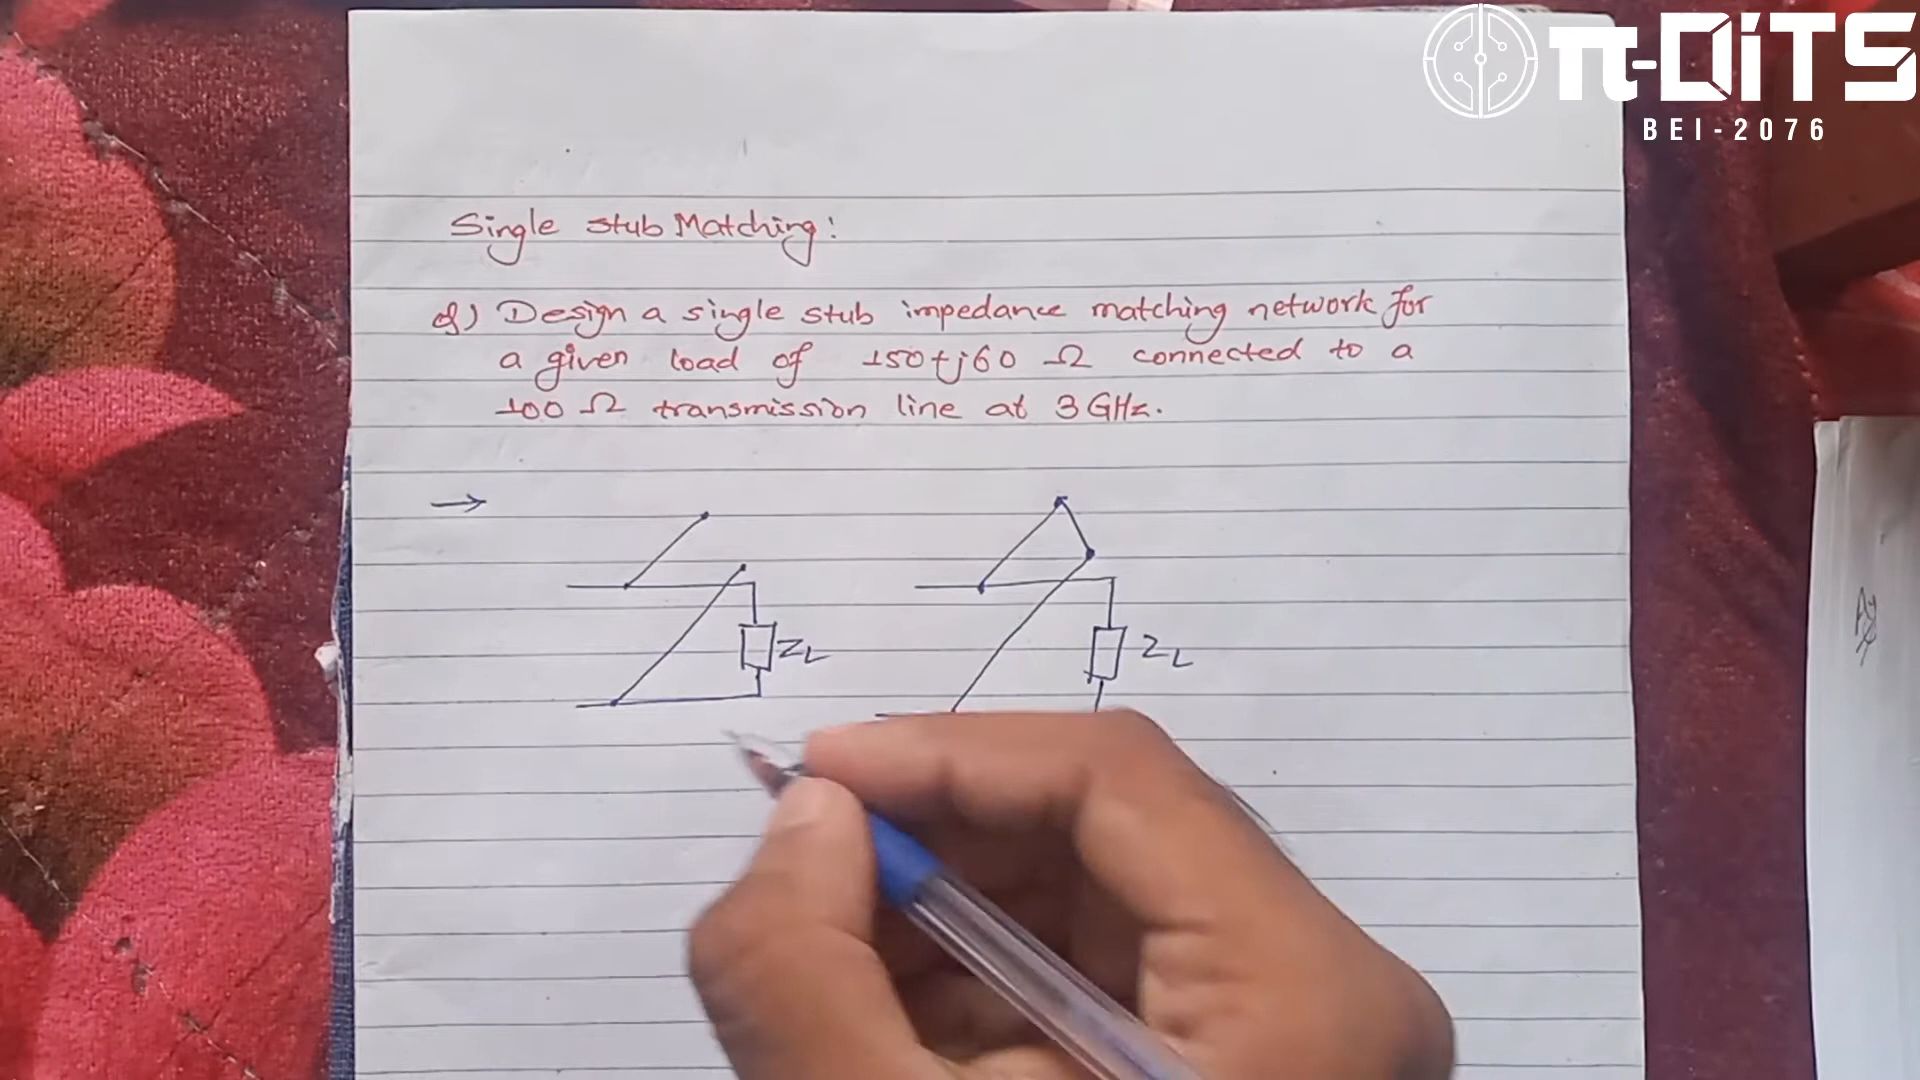 π-DiTS
BEI-2076
Single stub Matching:
Q) Design a single stub impedance matching network for
a given load of 150+j60 Ω connected to a
100 Ω transmission line at 3 GHz.
→
ZL
ZL